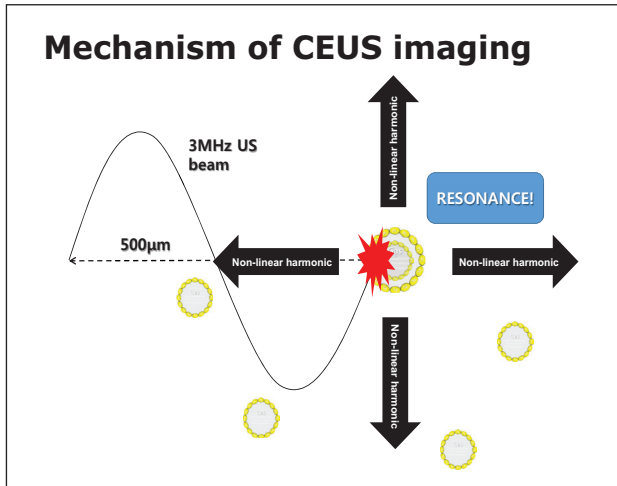 Mechanism of CEUS imaging
3MHz US
beam
Non-linear harmonic
RESONANCE!
500μm
Non-linear harmonic
Non-linear harmonic
Non-linear harmonic